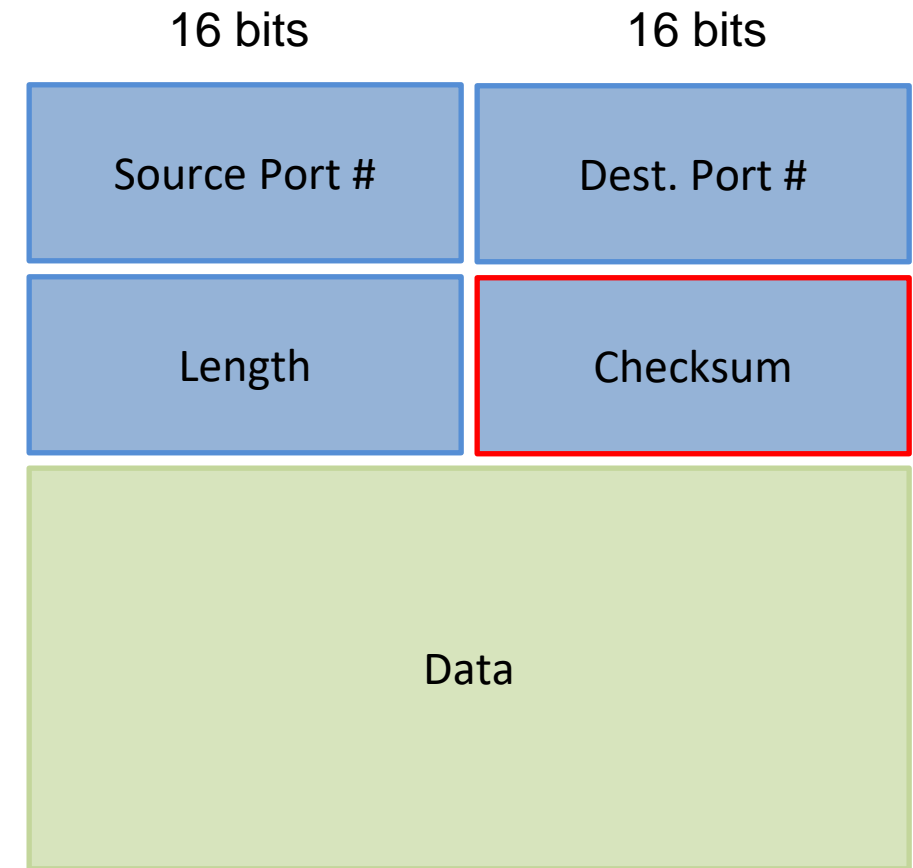 16 bits 16 bits
Source Port # Dest. Port #
Length Checksum
Data